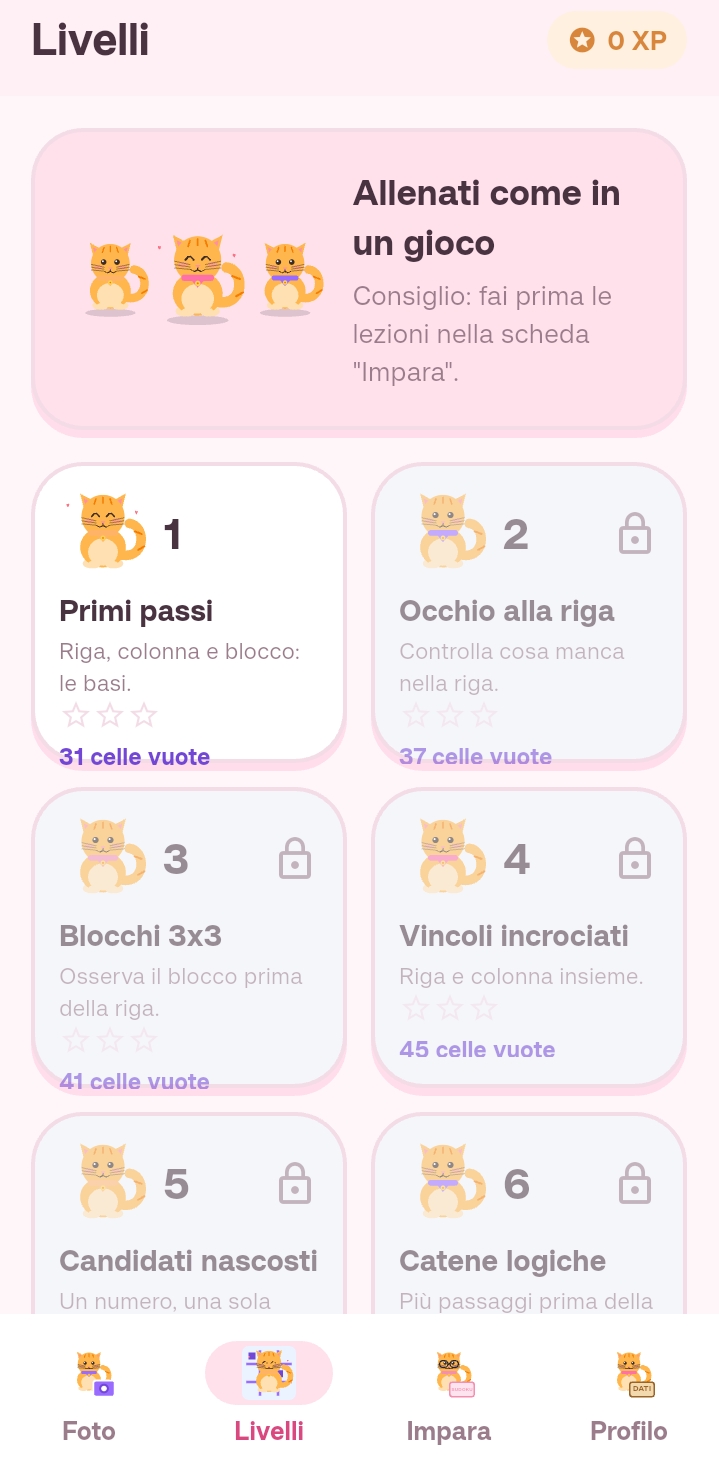 Livelli
0 XP
Allenati come in
un gioco
Consiglio: fai prima le
lezioni nella scheda
"Impara".
1
Primi passi
Riga, colonna e blocco:
le basi.
31 celle vuote
2
Occhio alla riga
Controlla cosa manca
nella riga.
37 celle vuote
3
Blocchi 3x3
Osserva il blocco prima
della riga.
41 celle vuote
4
Vincoli incrociati
Riga e colonna insieme.
45 celle vuote
5
Candidati nascosti
Un numero, una sola
6
Catene logiche
Più passaggi prima della
Foto
Livelli
Impara
DATI
Profilo